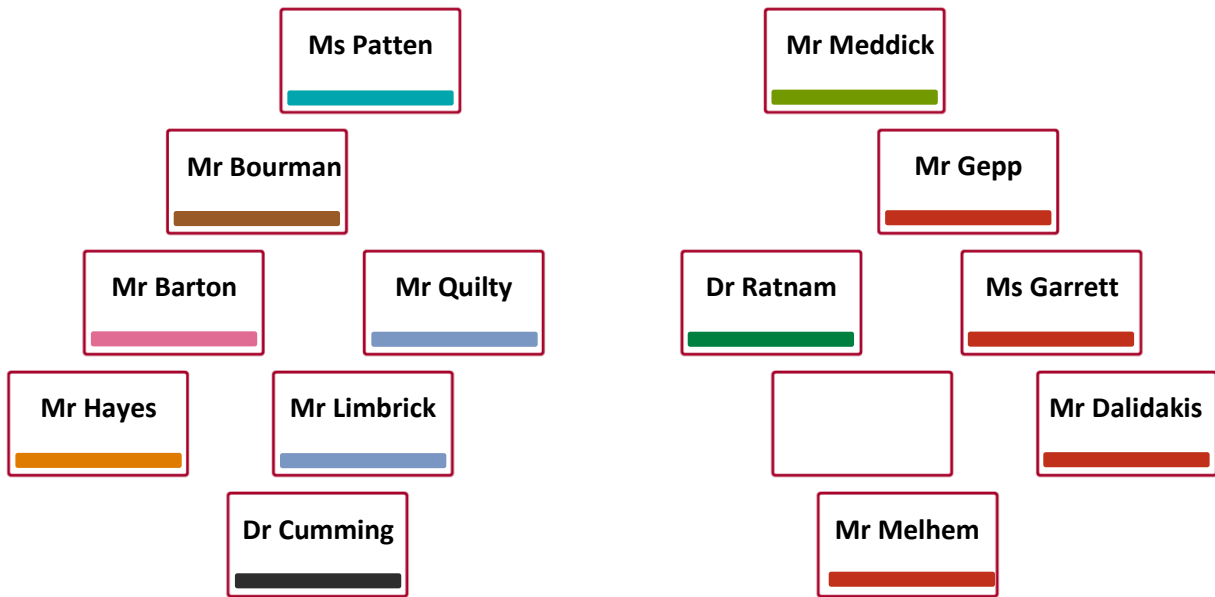 Ms Patten
Mr Meddick
Mr Bourman
Mr Gepp
Mr Barton
Mr Quilty
Dr Ratnam
Ms Garrett
Mr Hayes
Mr Limbrick
Mr Dalidakis
Dr Cumming
Mr Melhem